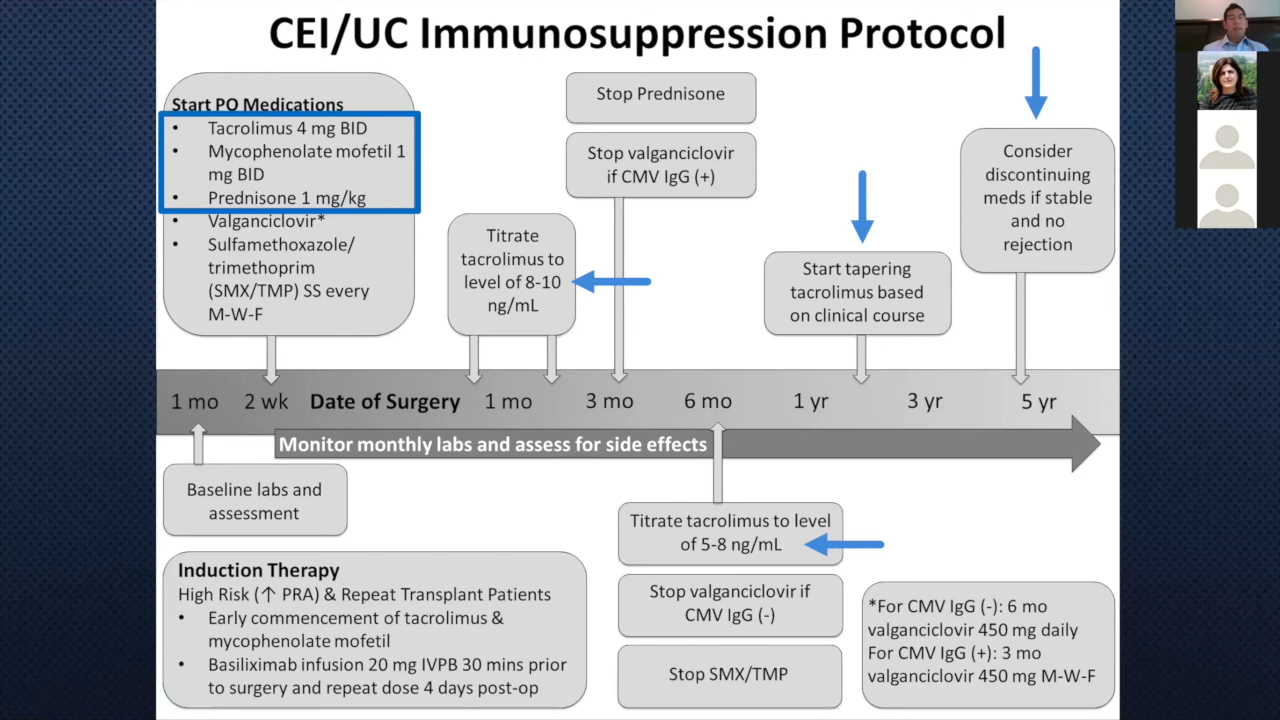 CEI/UC Immunosuppression Protocol
Start PO Medications
• Tacrolimus 4 mg BID
• Mycophenolate mofetil 1
mg BID
• Prednisone 1 mg/kg
• Valganciclovir*
• Sulfamethoxazole/
trimethoprim
(SMX/TMP) SS every
M-W-F
Titrate
tacrolimus to
level of 8-10
ng/mL
Stop Prednisone
Stop valganciclovir
if CMV IgG (+)
Start tapering
tacrolimus based
on clinical course
Consider
discontinuing
meds if stable
and no
rejection
1 mo 2 wk Date of Surgery 1 mo 3 mo 6 mo 1 yr 3 yr 5 yr
Monitor monthly labs and assess for side effects
Baseline labs and
assessment
Induction Therapy
High Risk (↑ PRA) & Repeat Transplant Patients
• Early commencement of tacrolimus &
mycophenolate mofetil
• Basiliximab infusion 20 mg IVPB 30 mins prior
to surgery and repeat dose 4 days post-op
Titrate tacrolimus to level
of 5-8 ng/mL
Stop valganciclovir if
CMV IgG (-)
Stop SMX/TMP
*For CMV IgG (-): 6 mo
valganciclovir 450 mg daily
For CMV IgG (+): 3 mo
valganciclovir 450 mg M-W-F